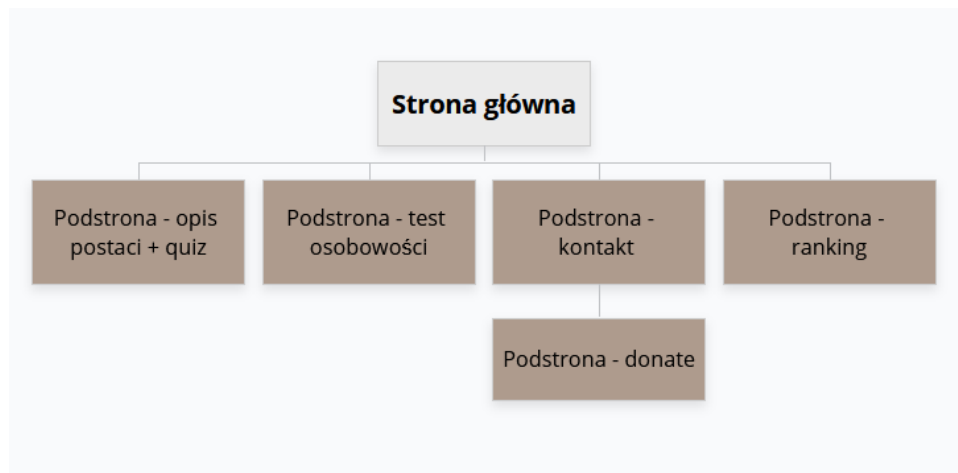 Strona główna
Podstrona - opis
postaci + quiz
Podstrona - test
osobowości
Podstrona -
kontakt
Podstrona -
ranking
Podstrona - donate